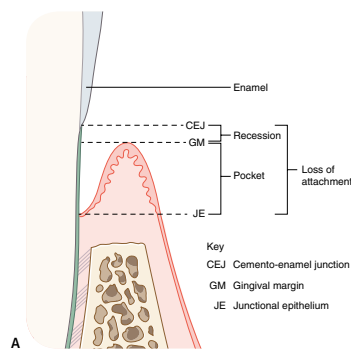 Enamel
CEJ
Recession
GM
Pocket
Loss of
attachment
JE
Key
CEJ Cemento-enamel junction
GM Gingival margin
JE Junctional epithelium
A